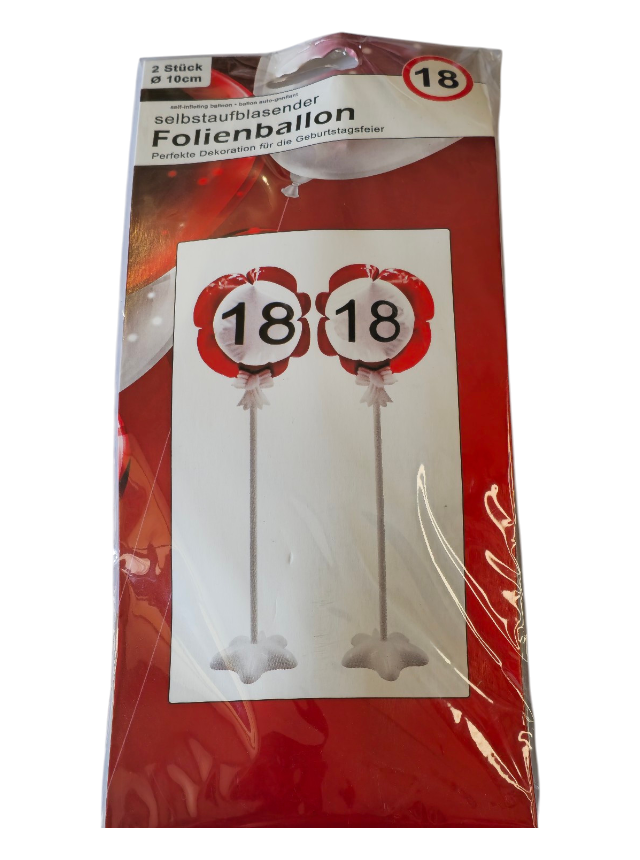 2 Stück
Ø 10cm
18
self-inflating balloon • ballon auto-gonflant
selbstaufblasender
Folienballon
Perfekte Dekoration für die Geburtstagsfeier
18 18